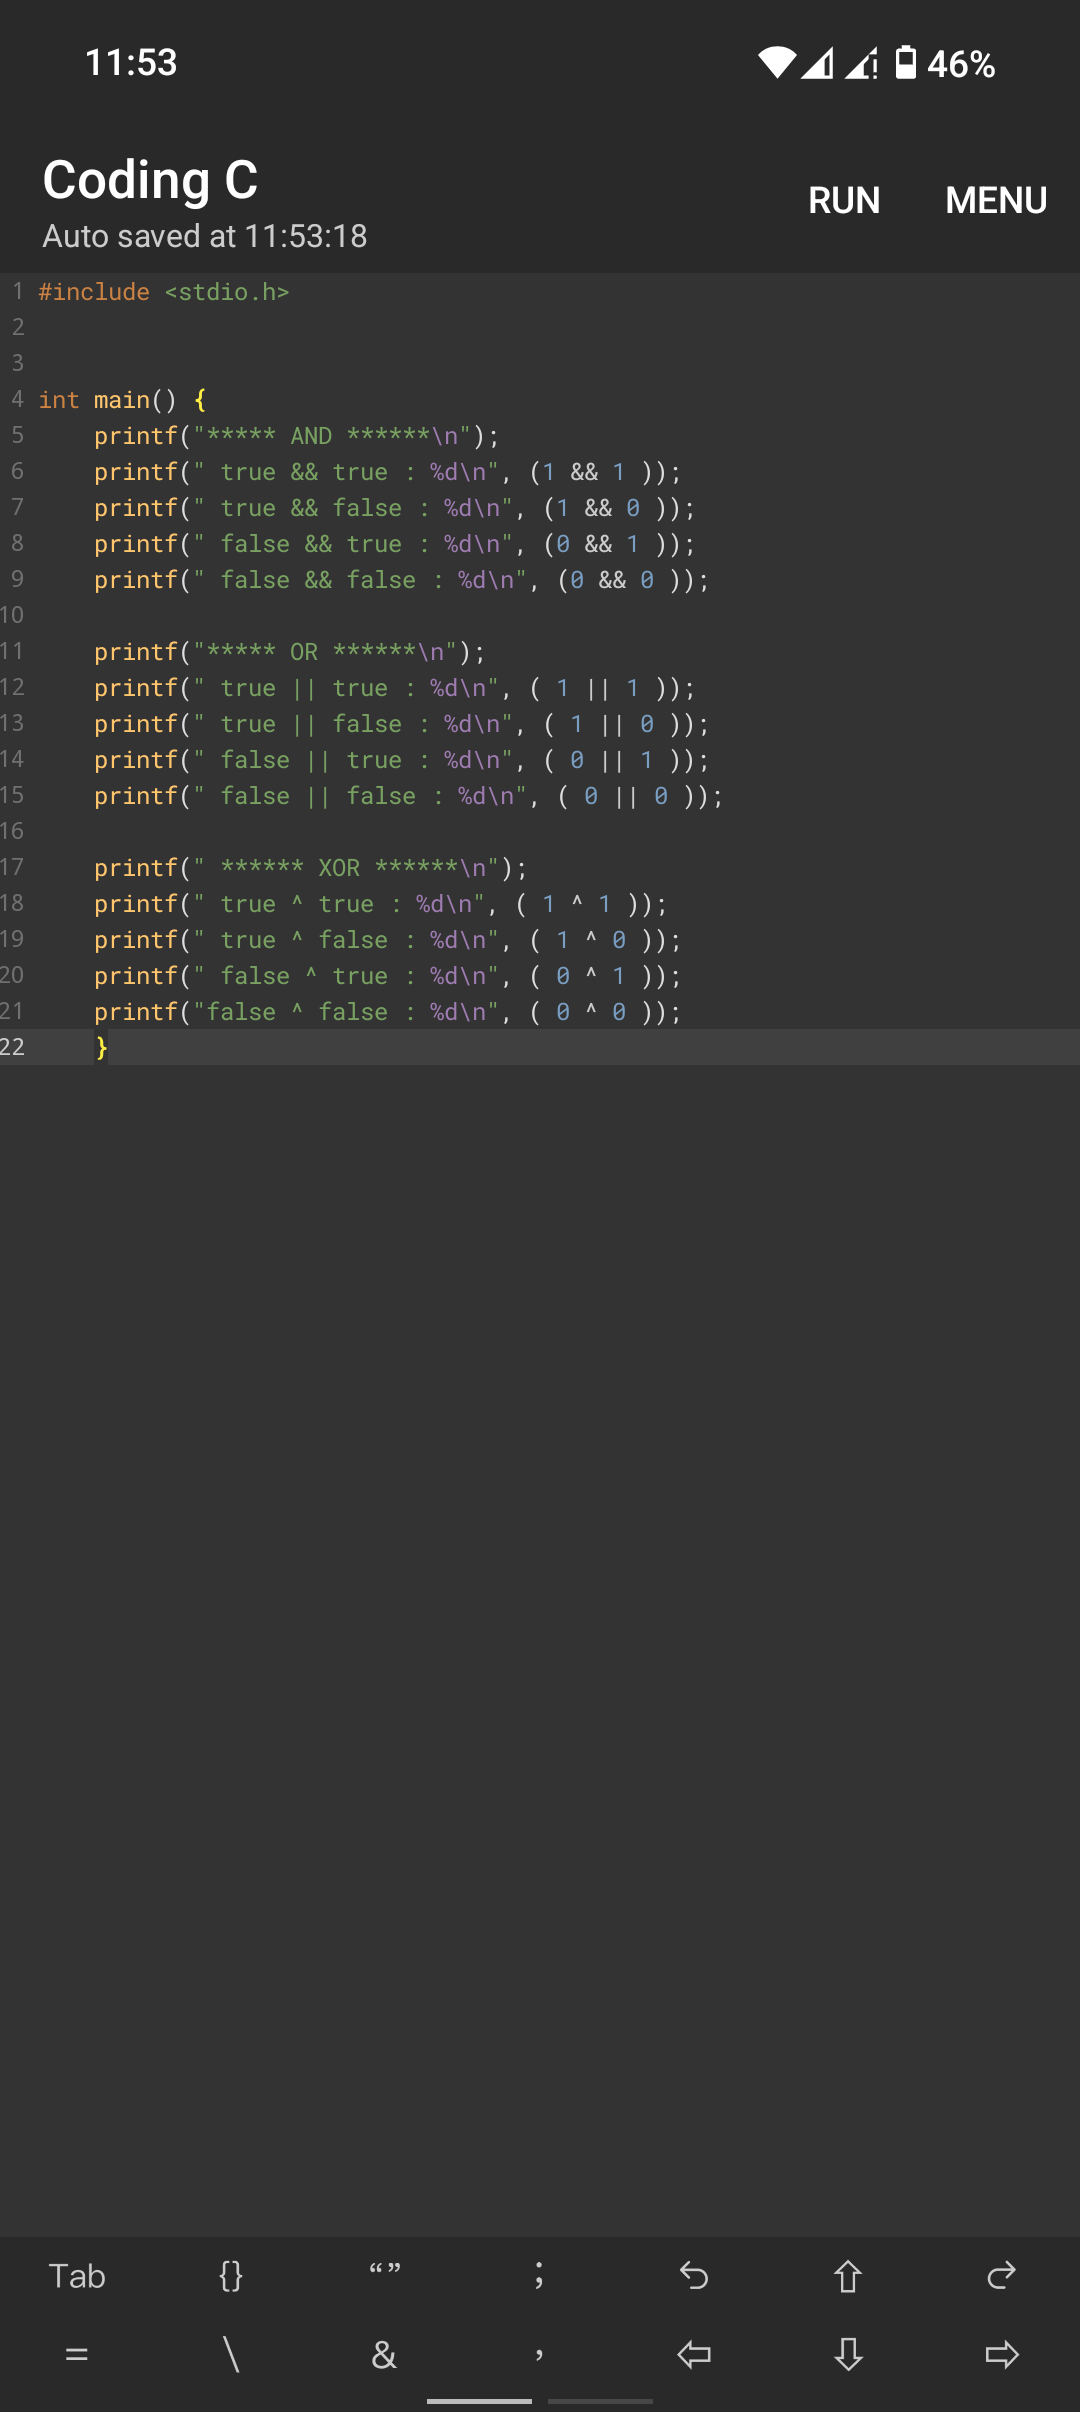 11:53
46%
Coding C
RUN MENU
Auto saved at 11:53:18
1 #include <stdio.h>
2
3
4 int main() {
5     printf("***** AND ******\n");
6     printf(" true && true : %d\n", (1 && 1 ));
7     printf(" true && false : %d\n", (1 && 0 ));
8     printf(" false && true : %d\n", (0 && 1 ));
9     printf(" false && false : %d\n", (0 && 0 ));
10
11     printf("***** OR ******\n");
12     printf(" true || true : %d\n", ( 1 || 1 ));
13     printf(" true || false : %d\n", ( 1 || 0 ));
14     printf(" false || true : %d\n", ( 0 || 1 ));
15     printf(" false || false : %d\n", ( 0 || 0 ));
16
17     printf(" ****** XOR ******\n");
18     printf(" true ^ true : %d\n", ( 1 ^ 1 ));
19     printf(" true ^ false : %d\n", ( 1 ^ 0 ));
20     printf(" false ^ true : %d\n", ( 0 ^ 1 ));
21     printf("false ^ false : %d\n", ( 0 ^ 0 ));
22     }
Tab {} “” ;
= \ & ,